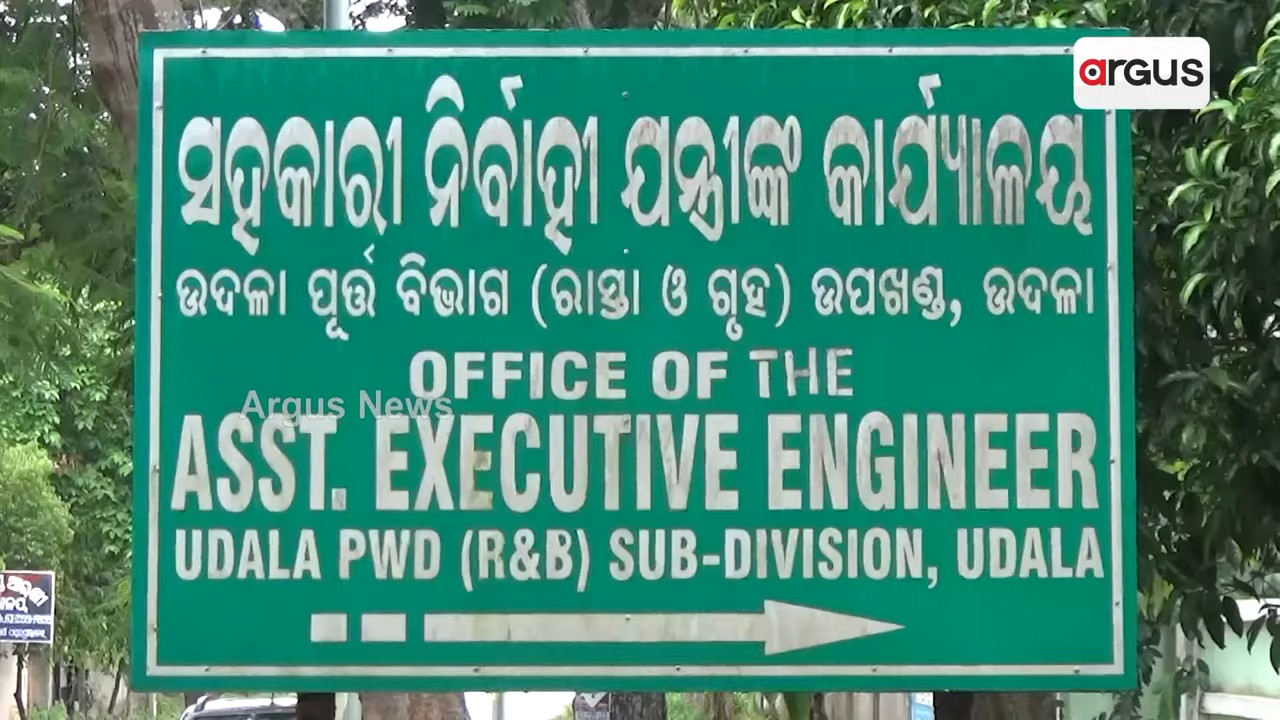 argus
ସହକାରୀ ନିର୍ବାହୀ ଯନ୍ତ୍ରୀଙ୍କ କାର୍ଯ୍ୟାଳୟ
ଉଦଳା ପୂର୍ତ୍ତ ବିଭାଗ (ରାସ୍ତା ଓ ଗୃହ) ଉପଖଣ୍ଡ, ଉଦଳା
OFFICE OF THE
Argus News
ASST. EXECUTIVE ENGINEER
UDALA PWD (R&B) SUB-DIVISION, UDALA